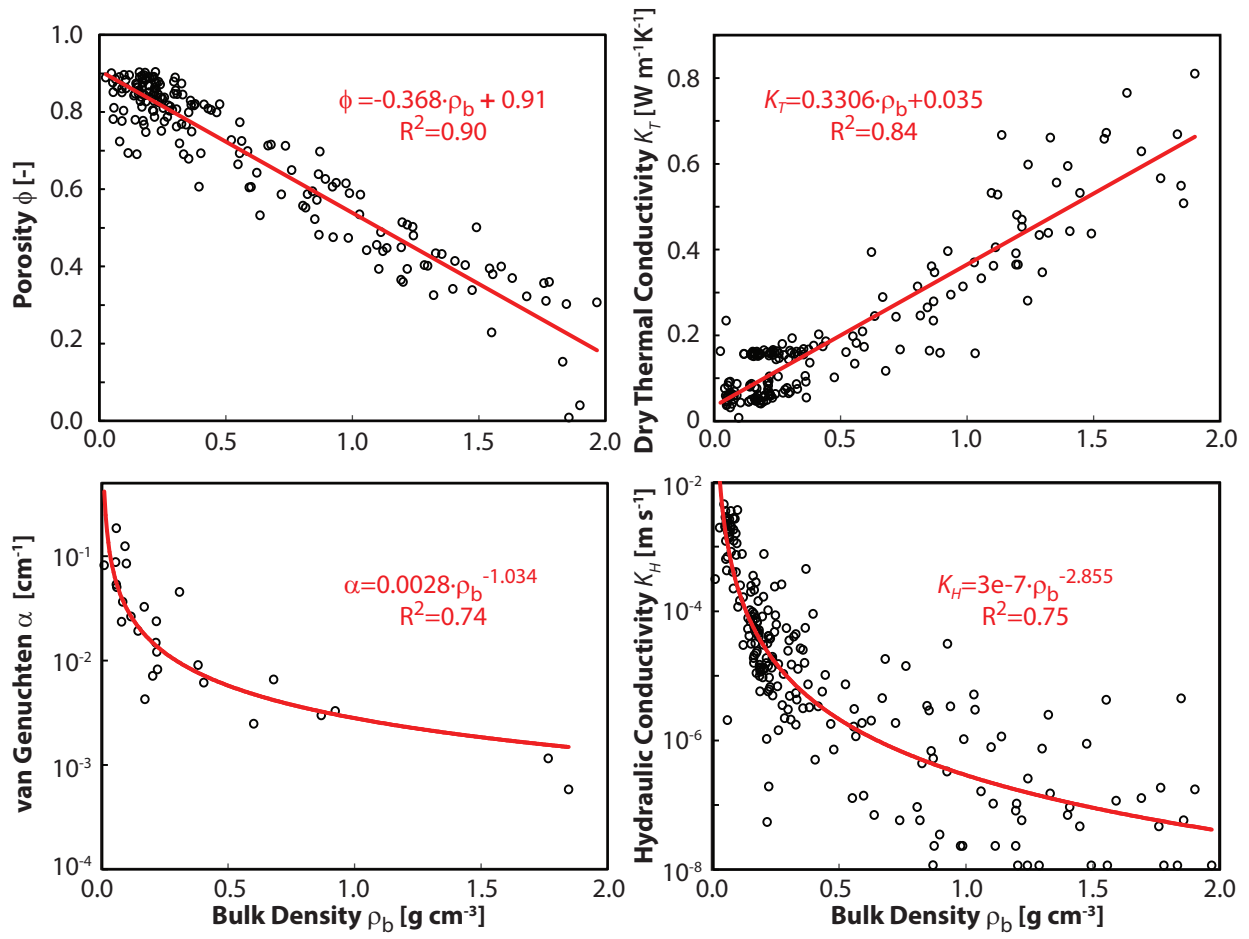 1.0
0.8
0.6
0.4
0.2
0.0
Porosity ϕ [-]
ϕ=-0.368·ρb + 0.91
R²=0.90
0.0 0.5 1.0 1.5 2.0
0.8
0.6
0.4
0.2
0
Dry Thermal Conductivity KT [W m⁻¹K⁻¹]
KT=0.3306·ρb+0.035
R²=0.84
0.0 0.5 1.0 1.5 2.0
10⁻¹
10⁻²
10⁻³
10⁻⁴
van Genuchten α [cm⁻¹]
α=0.0028·ρb⁻¹·⁰³⁴
R²=0.74
0.0 0.5 1.0 1.5 2.0
Bulk Density ρb [g cm⁻³]
10⁻²
10⁻⁴
10⁻⁶
10⁻⁸
Hydraulic Conductivity KH [m s⁻¹]
KH=3e-7·ρb⁻²·⁸⁵⁵
R²=0.75
0.0 0.5 1.0 1.5 2.0
Bulk Density ρb [g cm⁻³]